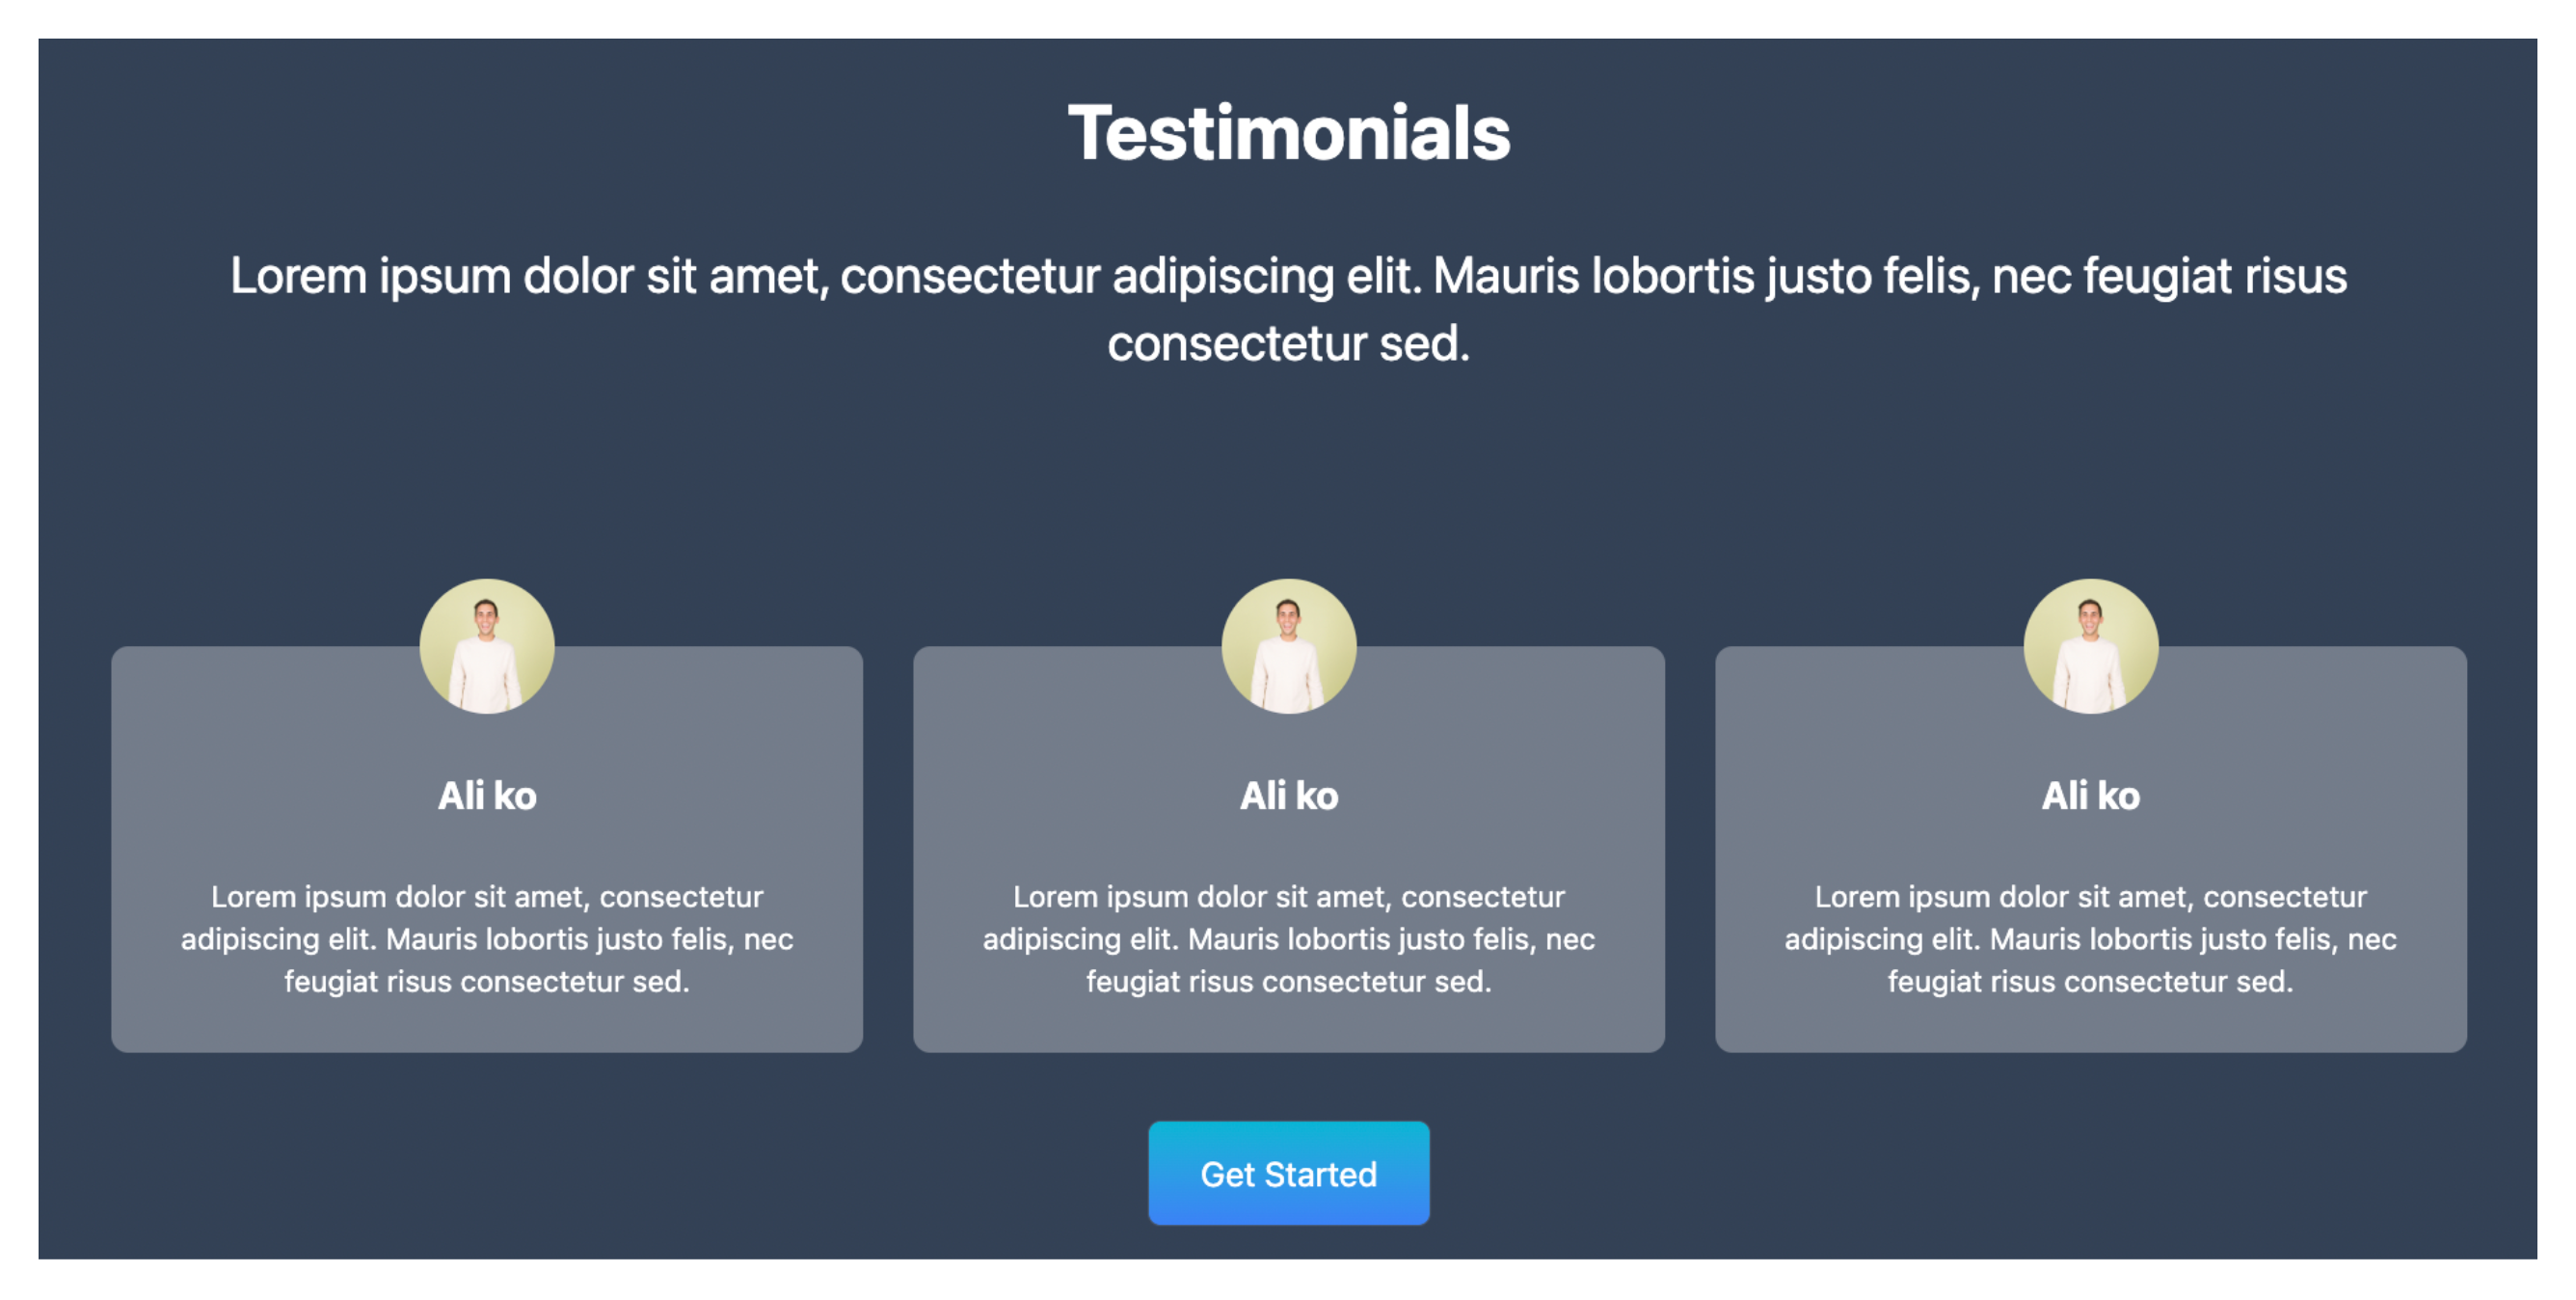 Testimonials
Lorem ipsum dolor sit amet, consectetur adipiscing elit. Mauris lobortis justo felis, nec feugiat risus
consectetur sed.
Ali ko
Lorem ipsum dolor sit amet, consectetur
adipiscing elit. Mauris lobortis justo felis, nec
feugiat risus consectetur sed.
Ali ko
Lorem ipsum dolor sit amet, consectetur
adipiscing elit. Mauris lobortis justo felis, nec
feugiat risus consectetur sed.
Ali ko
Lorem ipsum dolor sit amet, consectetur
adipiscing elit. Mauris lobortis justo felis, nec
feugiat risus consectetur sed.
Get Started